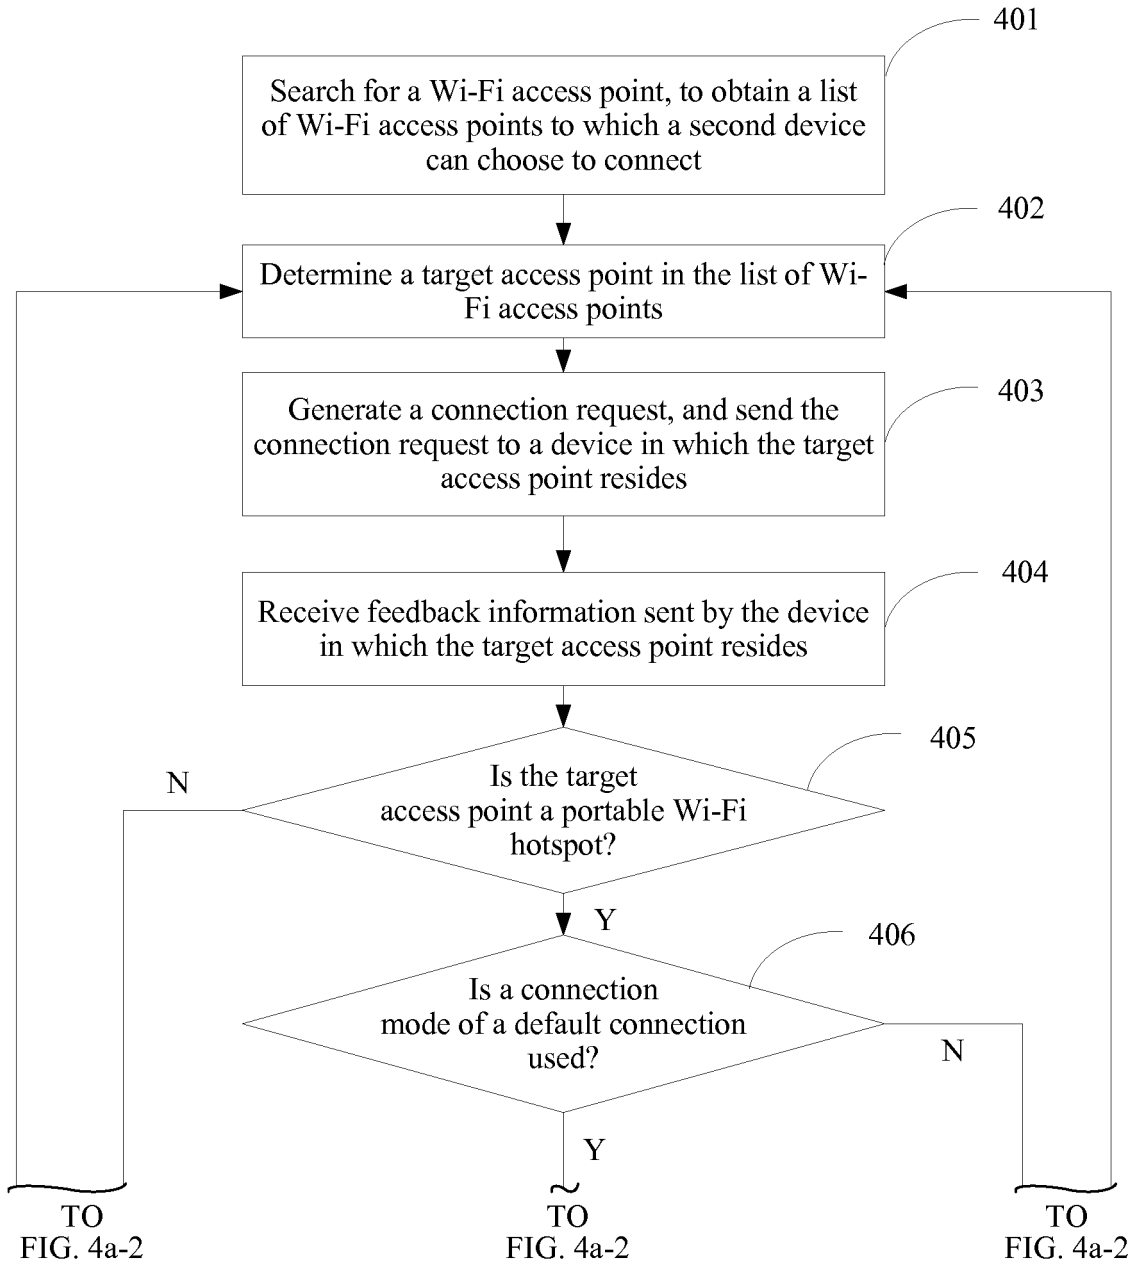 401
Search for a Wi-Fi access point, to obtain a list
of Wi-Fi access points to which a second device
can choose to connect
402
Determine a target access point in the list of Wi-
Fi access points
403
Generate a connection request, and send the
connection request to a device in which the target
access point resides
404
Receive feedback information sent by the device
in which the target access point resides
405
N
Is the target
access point a portable Wi-Fi
hotspot?
Y
406
Is a connection
mode of a default connection
used?
N
Y
TO
FIG. 4a-2
TO
FIG. 4a-2
TO
FIG. 4a-2